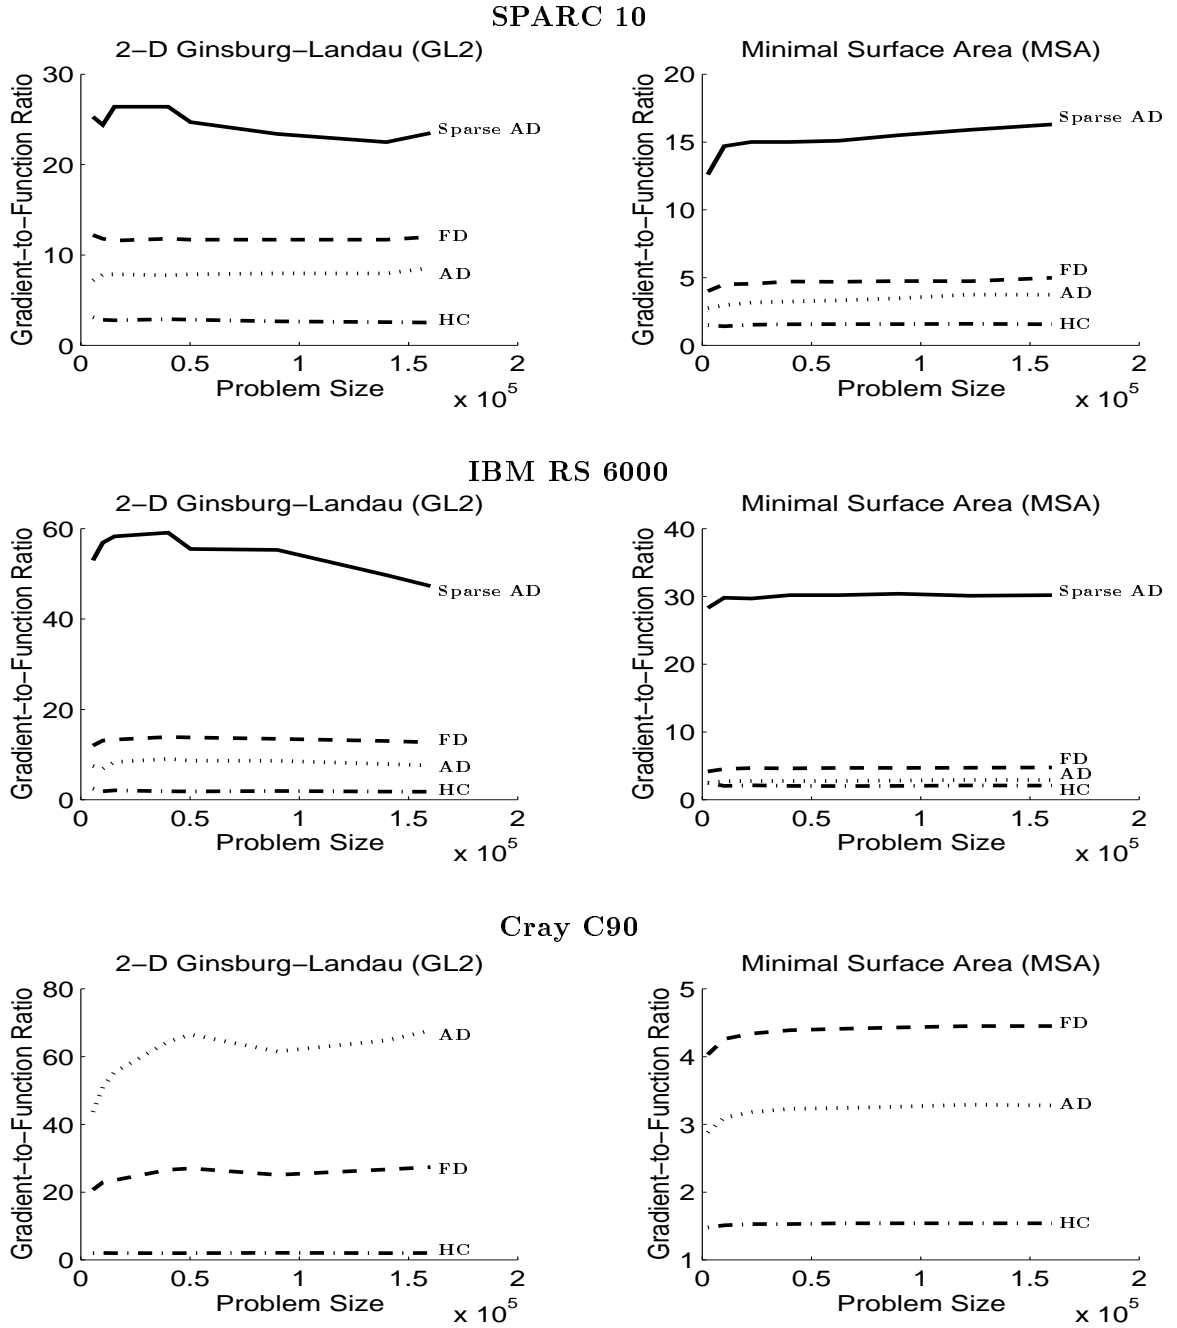 SPARC 10
2−D Ginsburg−Landau (GL2)
Gradient−to−Function Ratio
30
20
10
0
Sparse AD
FD
AD
HC
0 0.5 1 1.5 2
Problem Size
x 10^5
Minimal Surface Area (MSA)
Gradient−to−Function Ratio
20
15
10
5
0
Sparse AD
FD
AD
HC
0 0.5 1 1.5 2
Problem Size
x 10^5
IBM RS 6000
2−D Ginsburg−Landau (GL2)
Gradient−to−Function Ratio
60
40
20
0
Sparse AD
FD
AD
HC
0 0.5 1 1.5 2
Problem Size
x 10^5
Minimal Surface Area (MSA)
Gradient−to−Function Ratio
40
30
20
10
0
Sparse AD
FD
AD
HC
0 0.5 1 1.5 2
Problem Size
x 10^5
Cray C90
2−D Ginsburg−Landau (GL2)
Gradient−to−Function Ratio
80
60
40
20
0
AD
FD
HC
0 0.5 1 1.5 2
Problem Size
x 10^5
Minimal Surface Area (MSA)
Gradient−to−Function Ratio
5
4
3
2
1
FD
AD
HC
0 0.5 1 1.5 2
Problem Size
x 10^5